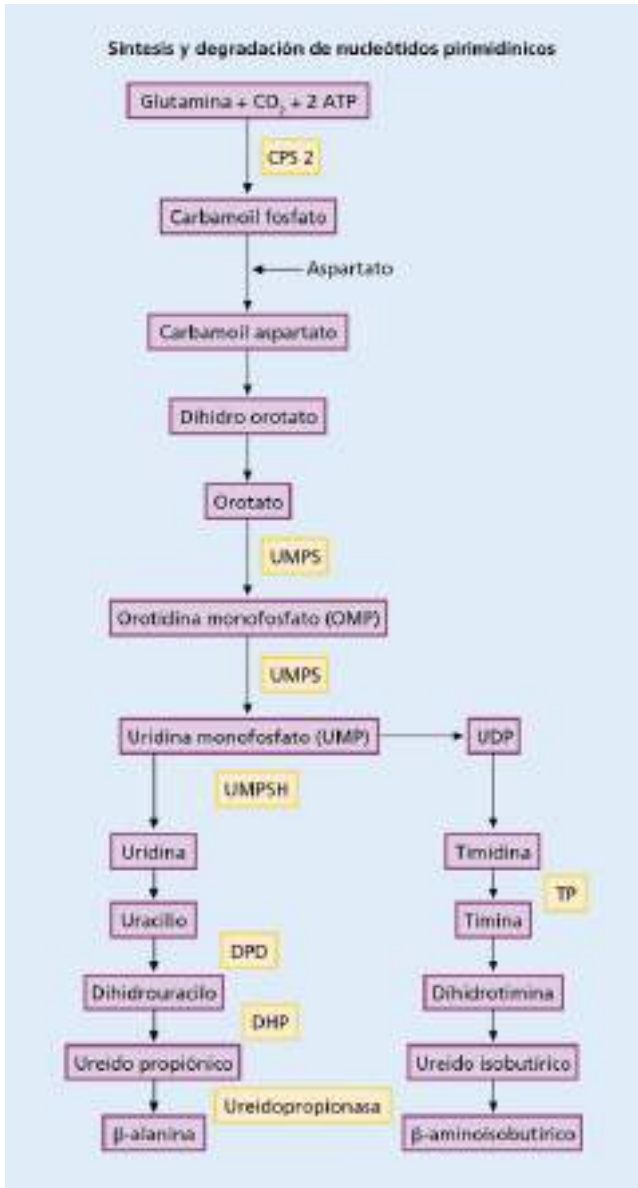 Síntesis y degradación de nucleótidos pirimidínicos
Glutamina + CO₂ + 2 ATP
CPS 2
Carbamoil fosfato
Aspartato
Carbamoil aspartato
Dihidro orotato
Orotato
UMPS
Orotidina monofosfato (OMP)
UMPS
Uridina monofosfato (UMP)
UDP
UMPSH
Uridina
Timidina
TP
Uracilio
Timina
DPD
Dihidrouracilo
Dihidrotimina
DHP
Ureido propiónico
Ureido isobutírico
Ureidopropionasa
β-alanina
β-aminoisobutírico